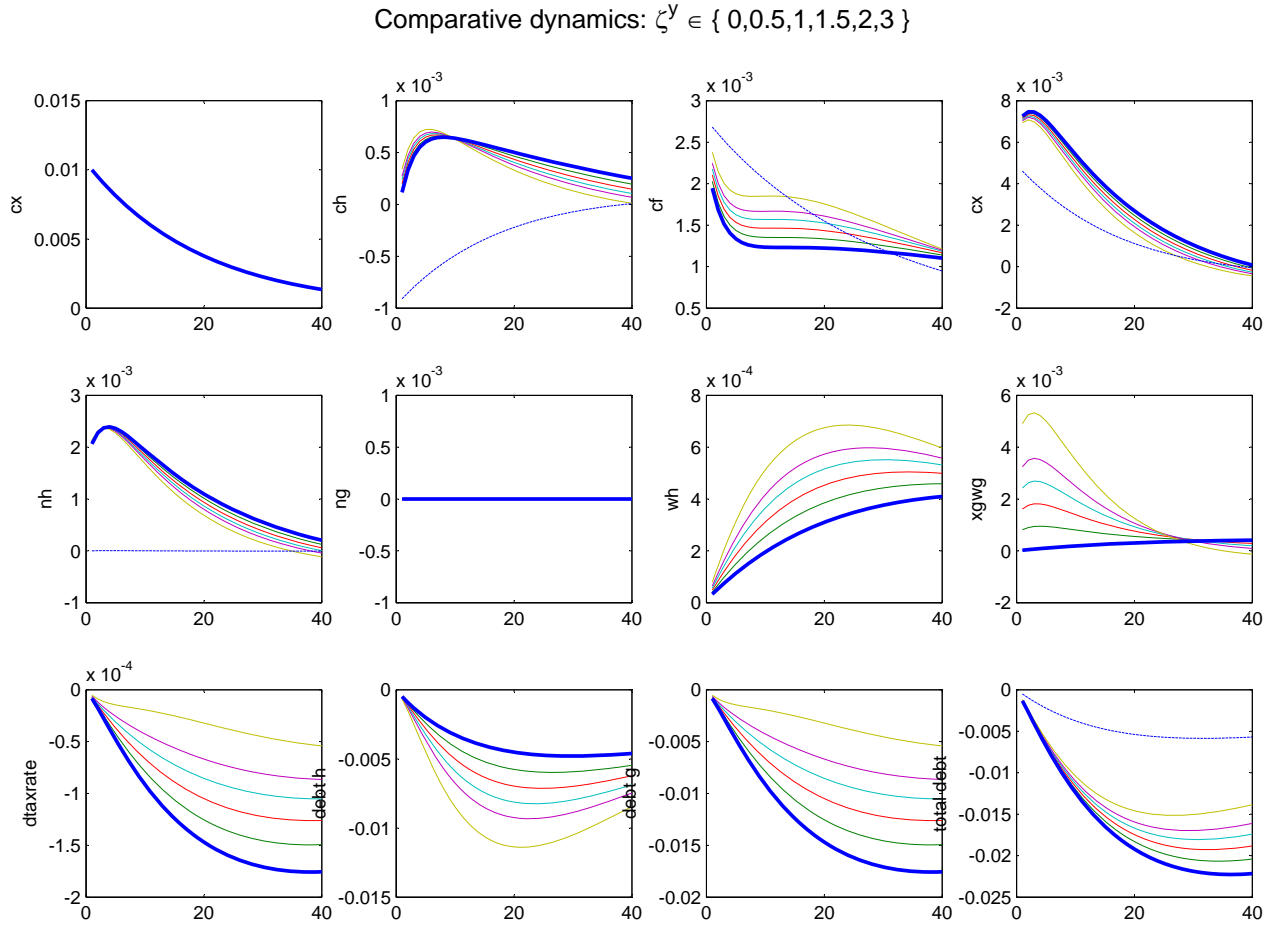 Comparative dynamics: ζ^y ∈ { 0,0.5,1,1.5,2,3 }
0.015
0.01
0.005
0
0 20 40
cx
x 10^-3
1
0.5
0
-0.5
-1
0 20 40
ch
x 10^-3
3
2.5
2
1.5
1
0.5
0 20 40
cf
x 10^-3
8
6
4
2
0
-2
0 20 40
cx
x 10^-3
3
2
1
0
-1
0 20 40
nh
x 10^-3
1
0.5
0
-0.5
-1
0 20 40
ng
x 10^-4
8
6
4
2
0
0 20 40
wh
x 10^-3
6
4
2
0
-2
0 20 40
xgwg
x 10^-4
0
-0.5
-1
-1.5
-2
0 20 40
dtaxrate
0
-0.005
-0.01
-0.015
0 20 40
debt h
0
-0.005
-0.01
-0.015
-0.02
0 20 40
debt g
0
-0.005
-0.01
-0.015
-0.02
-0.025
0 20 40
total debt